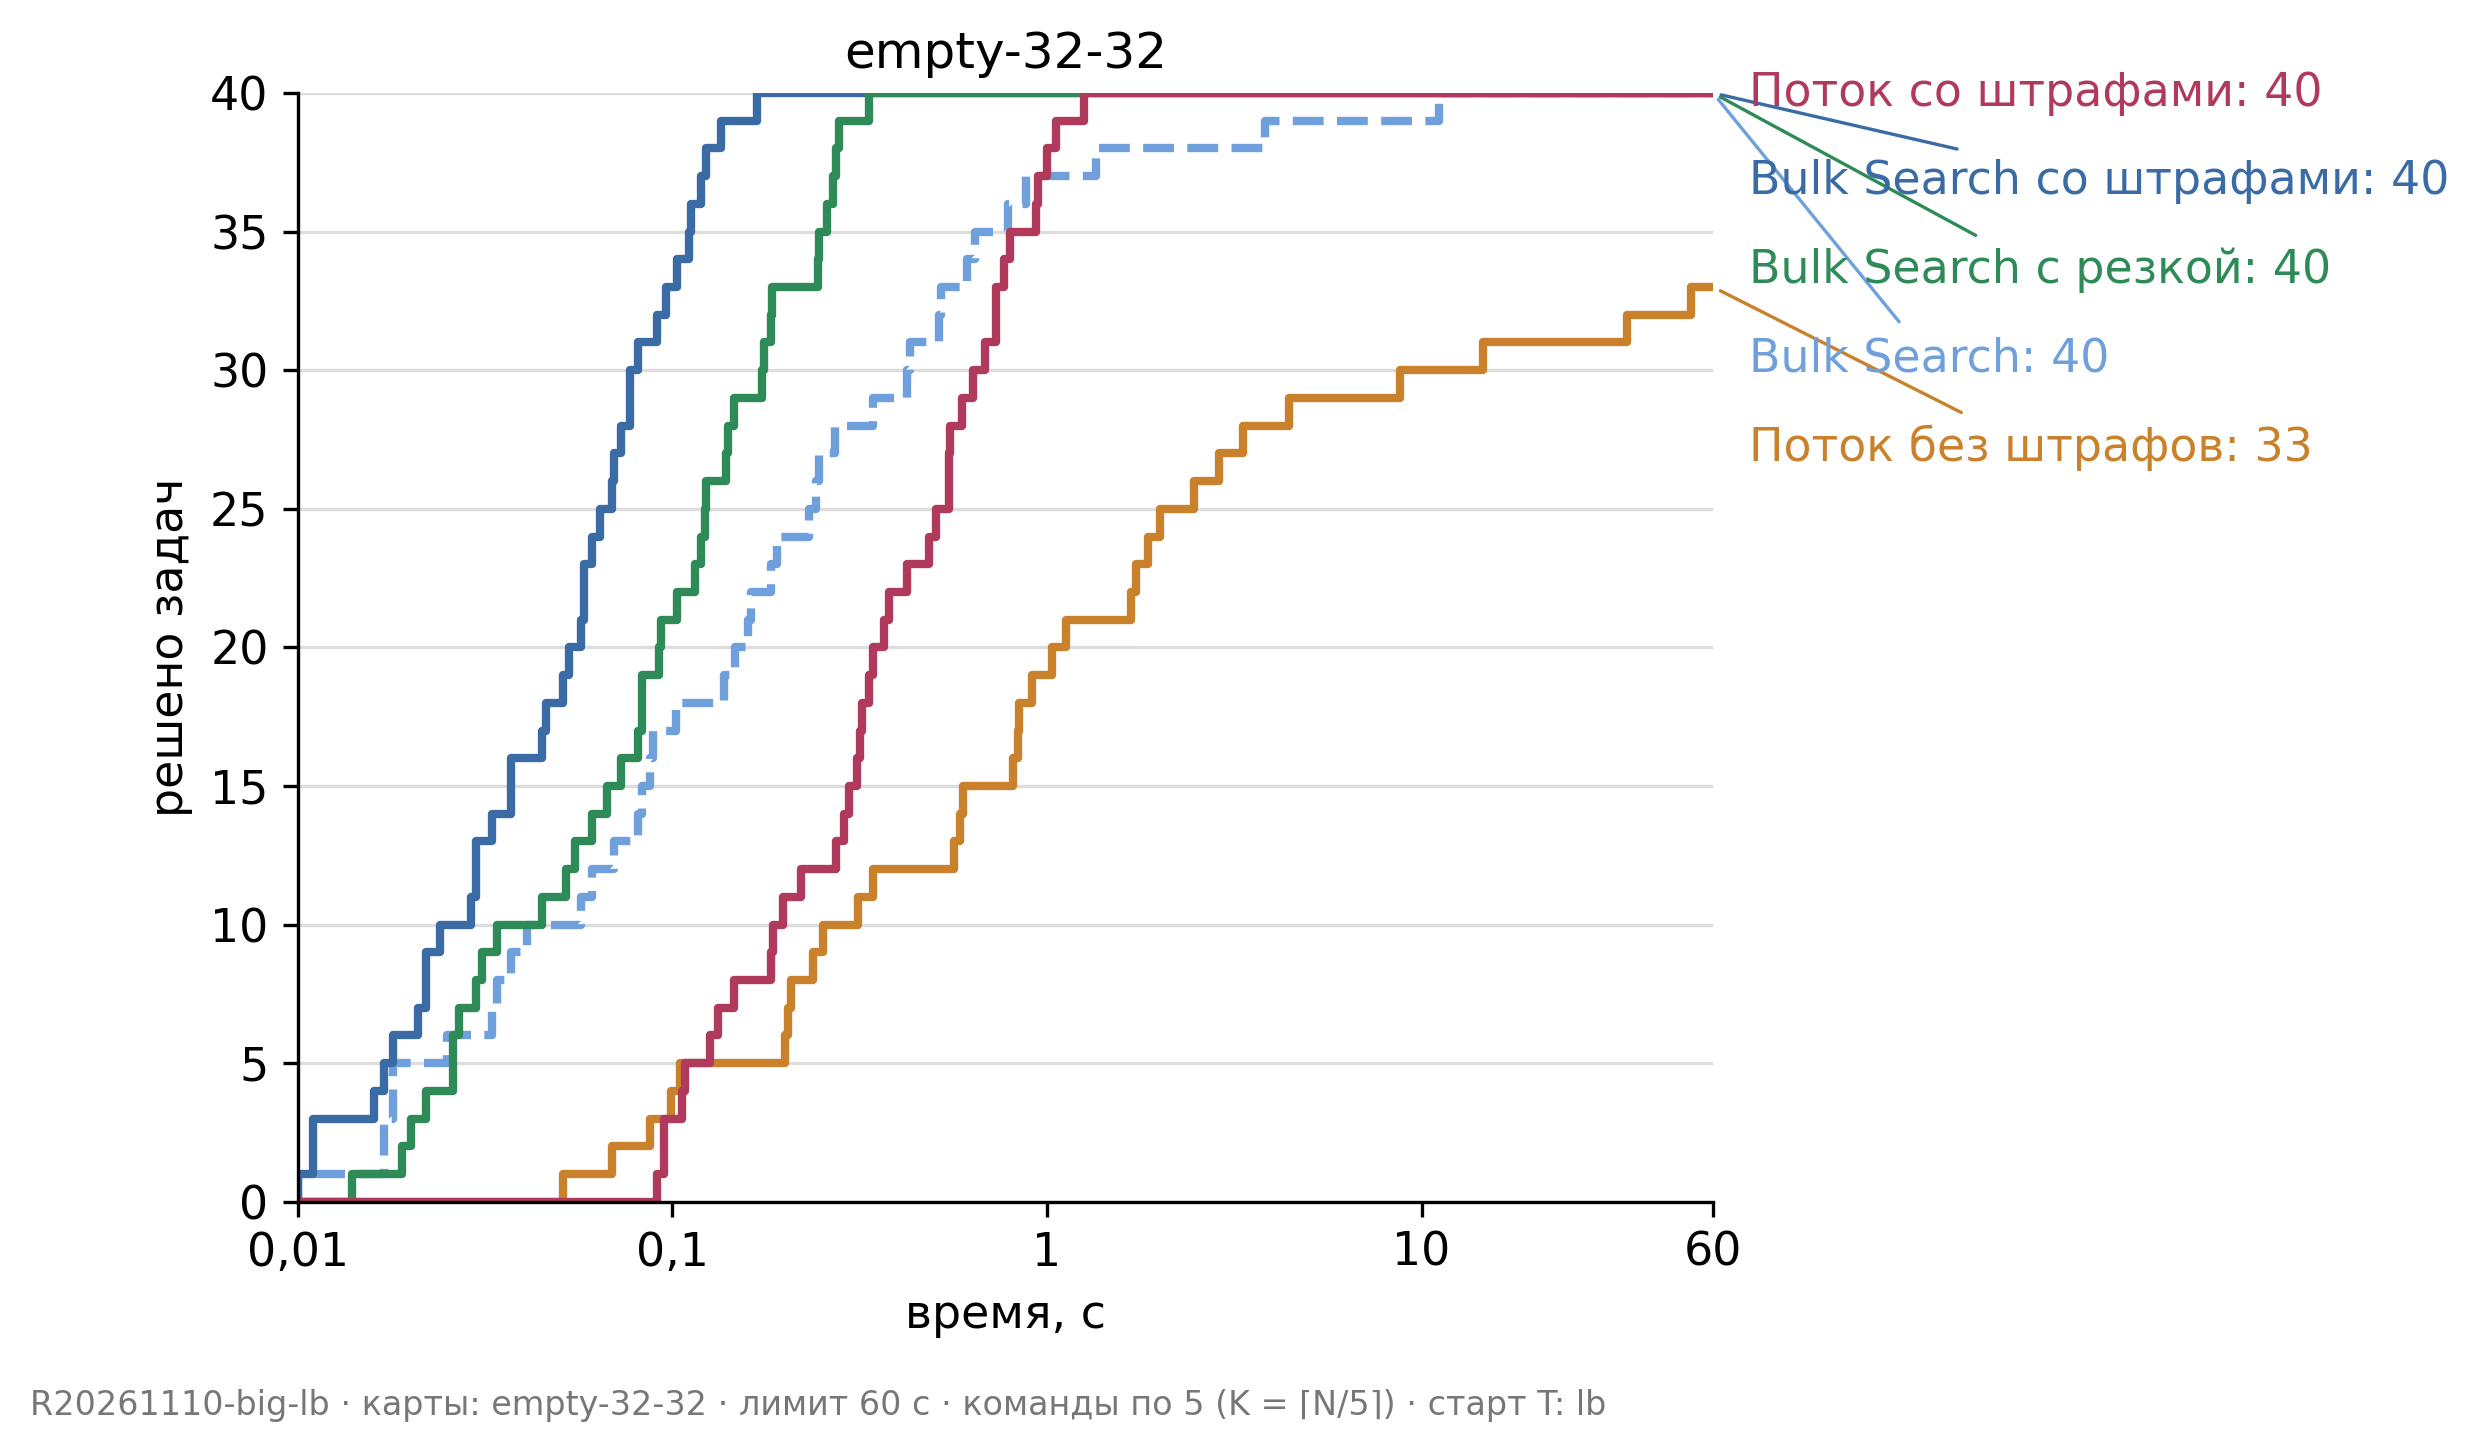 empty-32-32
40
35
30
25
20
15
10
5
0
решено задач
0,01
0,1
1
10
60
время, с
Поток со штрафами: 40
Bulk Search со штрафами: 40
Bulk Search с резкой: 40
Bulk Search: 40
Поток без штрафов: 33
R20261110-big-lb · карты: empty-32-32 · лимит 60 с · команды по 5 (K = ⌈N/5⌉) · старт T: lb